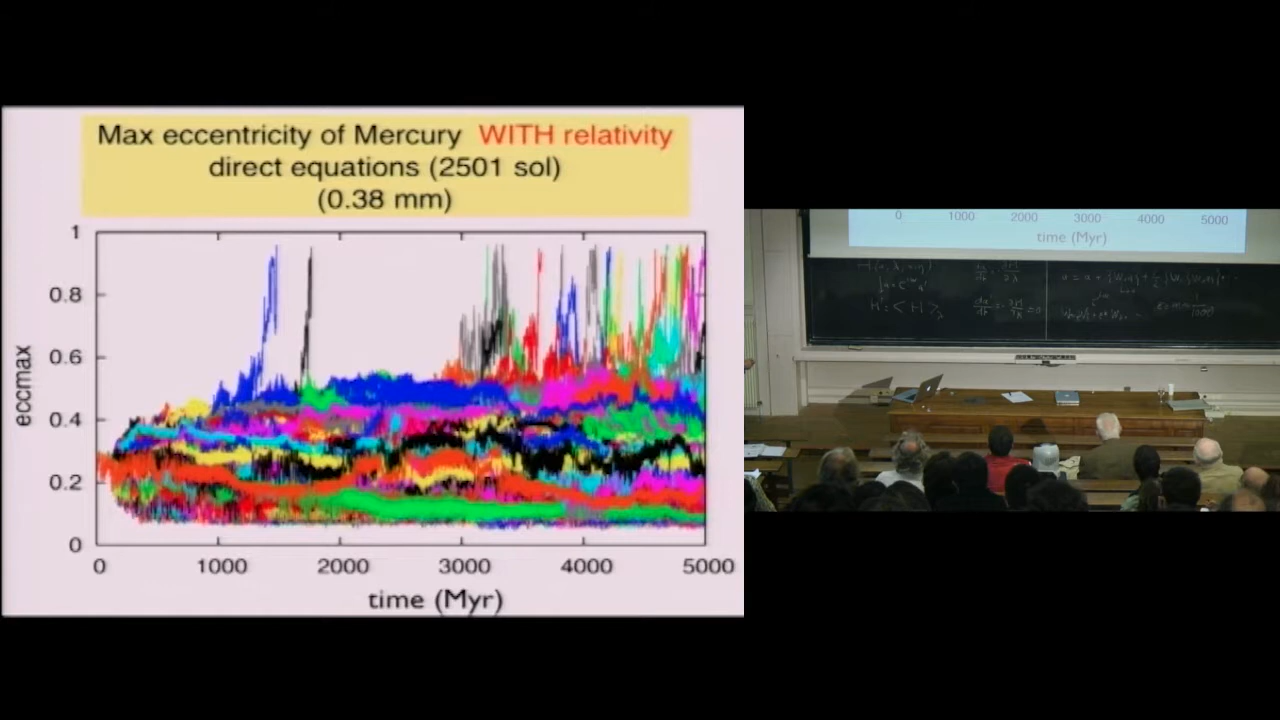 Max eccentricity of Mercury WITH relativity
direct equations (2501 sol)
(0.38 mm)
1
0.8
0.6
0.4
0.2
0
eccmax
0 1000 2000 3000 4000 5000
time (Myr)
0 1000 2000 3000 4000 5000
time (Myr)